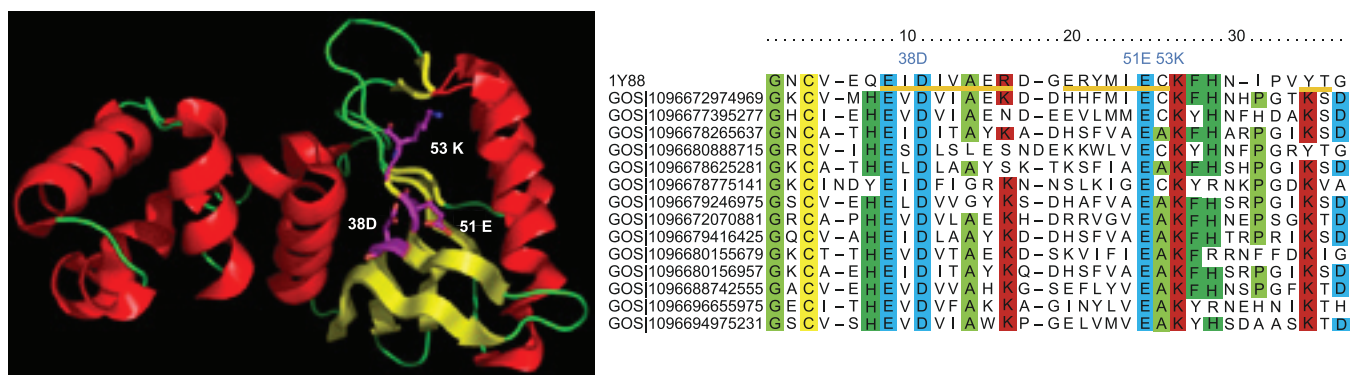 53 K
38D
51 E
. . . . . . . . 10 . . . . . . . . 20 . . . . . . . . 30 . . . . . .
38D 51E 53K
1Y88 GNCV–EQEIDIVAERD–GERYMIECKFHN–IPVYTG
GOS|1096672974969 GKCV–MHEVDVIAEKD–DHHFMIECKFHNHPGTKSD
GOS|1096677395277 GHCI–EHEVDVIAEND–EEVLMMECKYHNFHDAKSD
GOS|1096678265637 GNCA–THEIDITAYKA–DHSFVAEAKFHARPGIKSD
GOS|1096680888715 GRCV–IHESDLSLESNDEKKWLVECKYHNFPGRYTG
GOS|1096678625281 GKCA–THELDLAAYSK–TKSFIAEAKFHSHPGIKSD
GOS|1096678775141 GKCINDYEIDFIGRKN–NSLKIGECKYRNKPGDKVA
GOS|1096679246975 GSCV–EHELDVVGYKS–DHAFVAEAKFHSRPGIKSD
GOS|1096672070881 GRCA–PHEVDVLAEKH–DRRVGVEAKFHNEPSGKTD
GOS|1096679416425 GQCV–AHEIDLAAYKD–DHSFVAEAKFHTRPRIKSD
GOS|1096680155679 GKCT–NHEVDVVAEKD–SKVIFIEAKFRRNFFDKIG
GOS|1096680156957 GKCA–EHEIDITAYKQ–DHSFVAEAKFHSRPGIKSD
GOS|1096688742555 GACV–EHEVDVVAHKG–SEFLYVEAKFHNSPGFKTD
GOS|1096696655975 GECI–THEVDVFAKKA–GINYLVEAKYRNEHNIKTH
GOS|1096694975231 GSCV–SHEVDVIAWKP–GELVMVEAKYHSDAASKTD